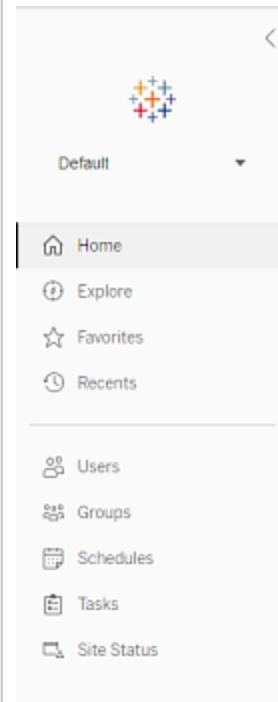 Default
Home
Explore
Favorites
Recents
Users
Groups
Schedules
Tasks
Site Status